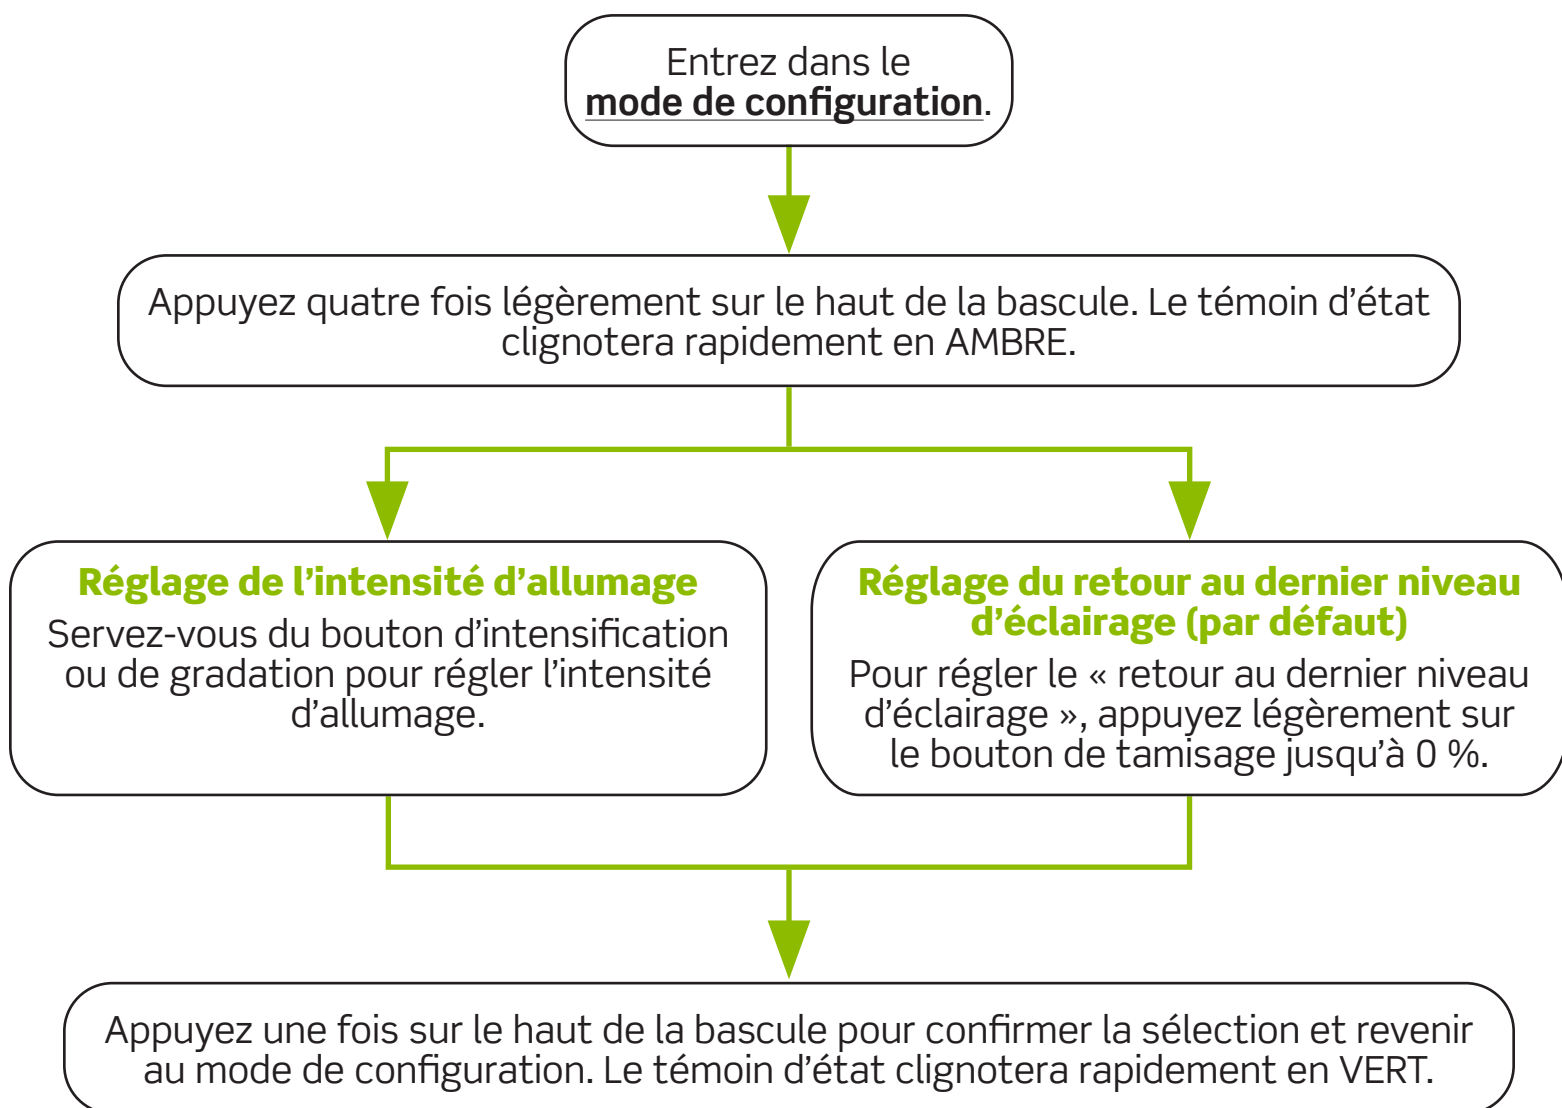 Entrez dans le
mode de configuration.
Appuyez quatre fois légèrement sur le haut de la bascule. Le témoin d’état
clignotera rapidement en AMBRE.
Réglage de l’intensité d’allumage
Servez-vous du bouton d’intensification
ou de gradation pour régler l’intensité
d’allumage.
Réglage du retour au dernier niveau
d’éclairage (par défaut)
Pour régler le « retour au dernier niveau
d’éclairage », appuyez légèrement sur
le bouton de tamisage jusqu’à 0 %.
Appuyez une fois sur le haut de la bascule pour confirmer la sélection et revenir
au mode de configuration. Le témoin d’état clignotera rapidement en VERT.